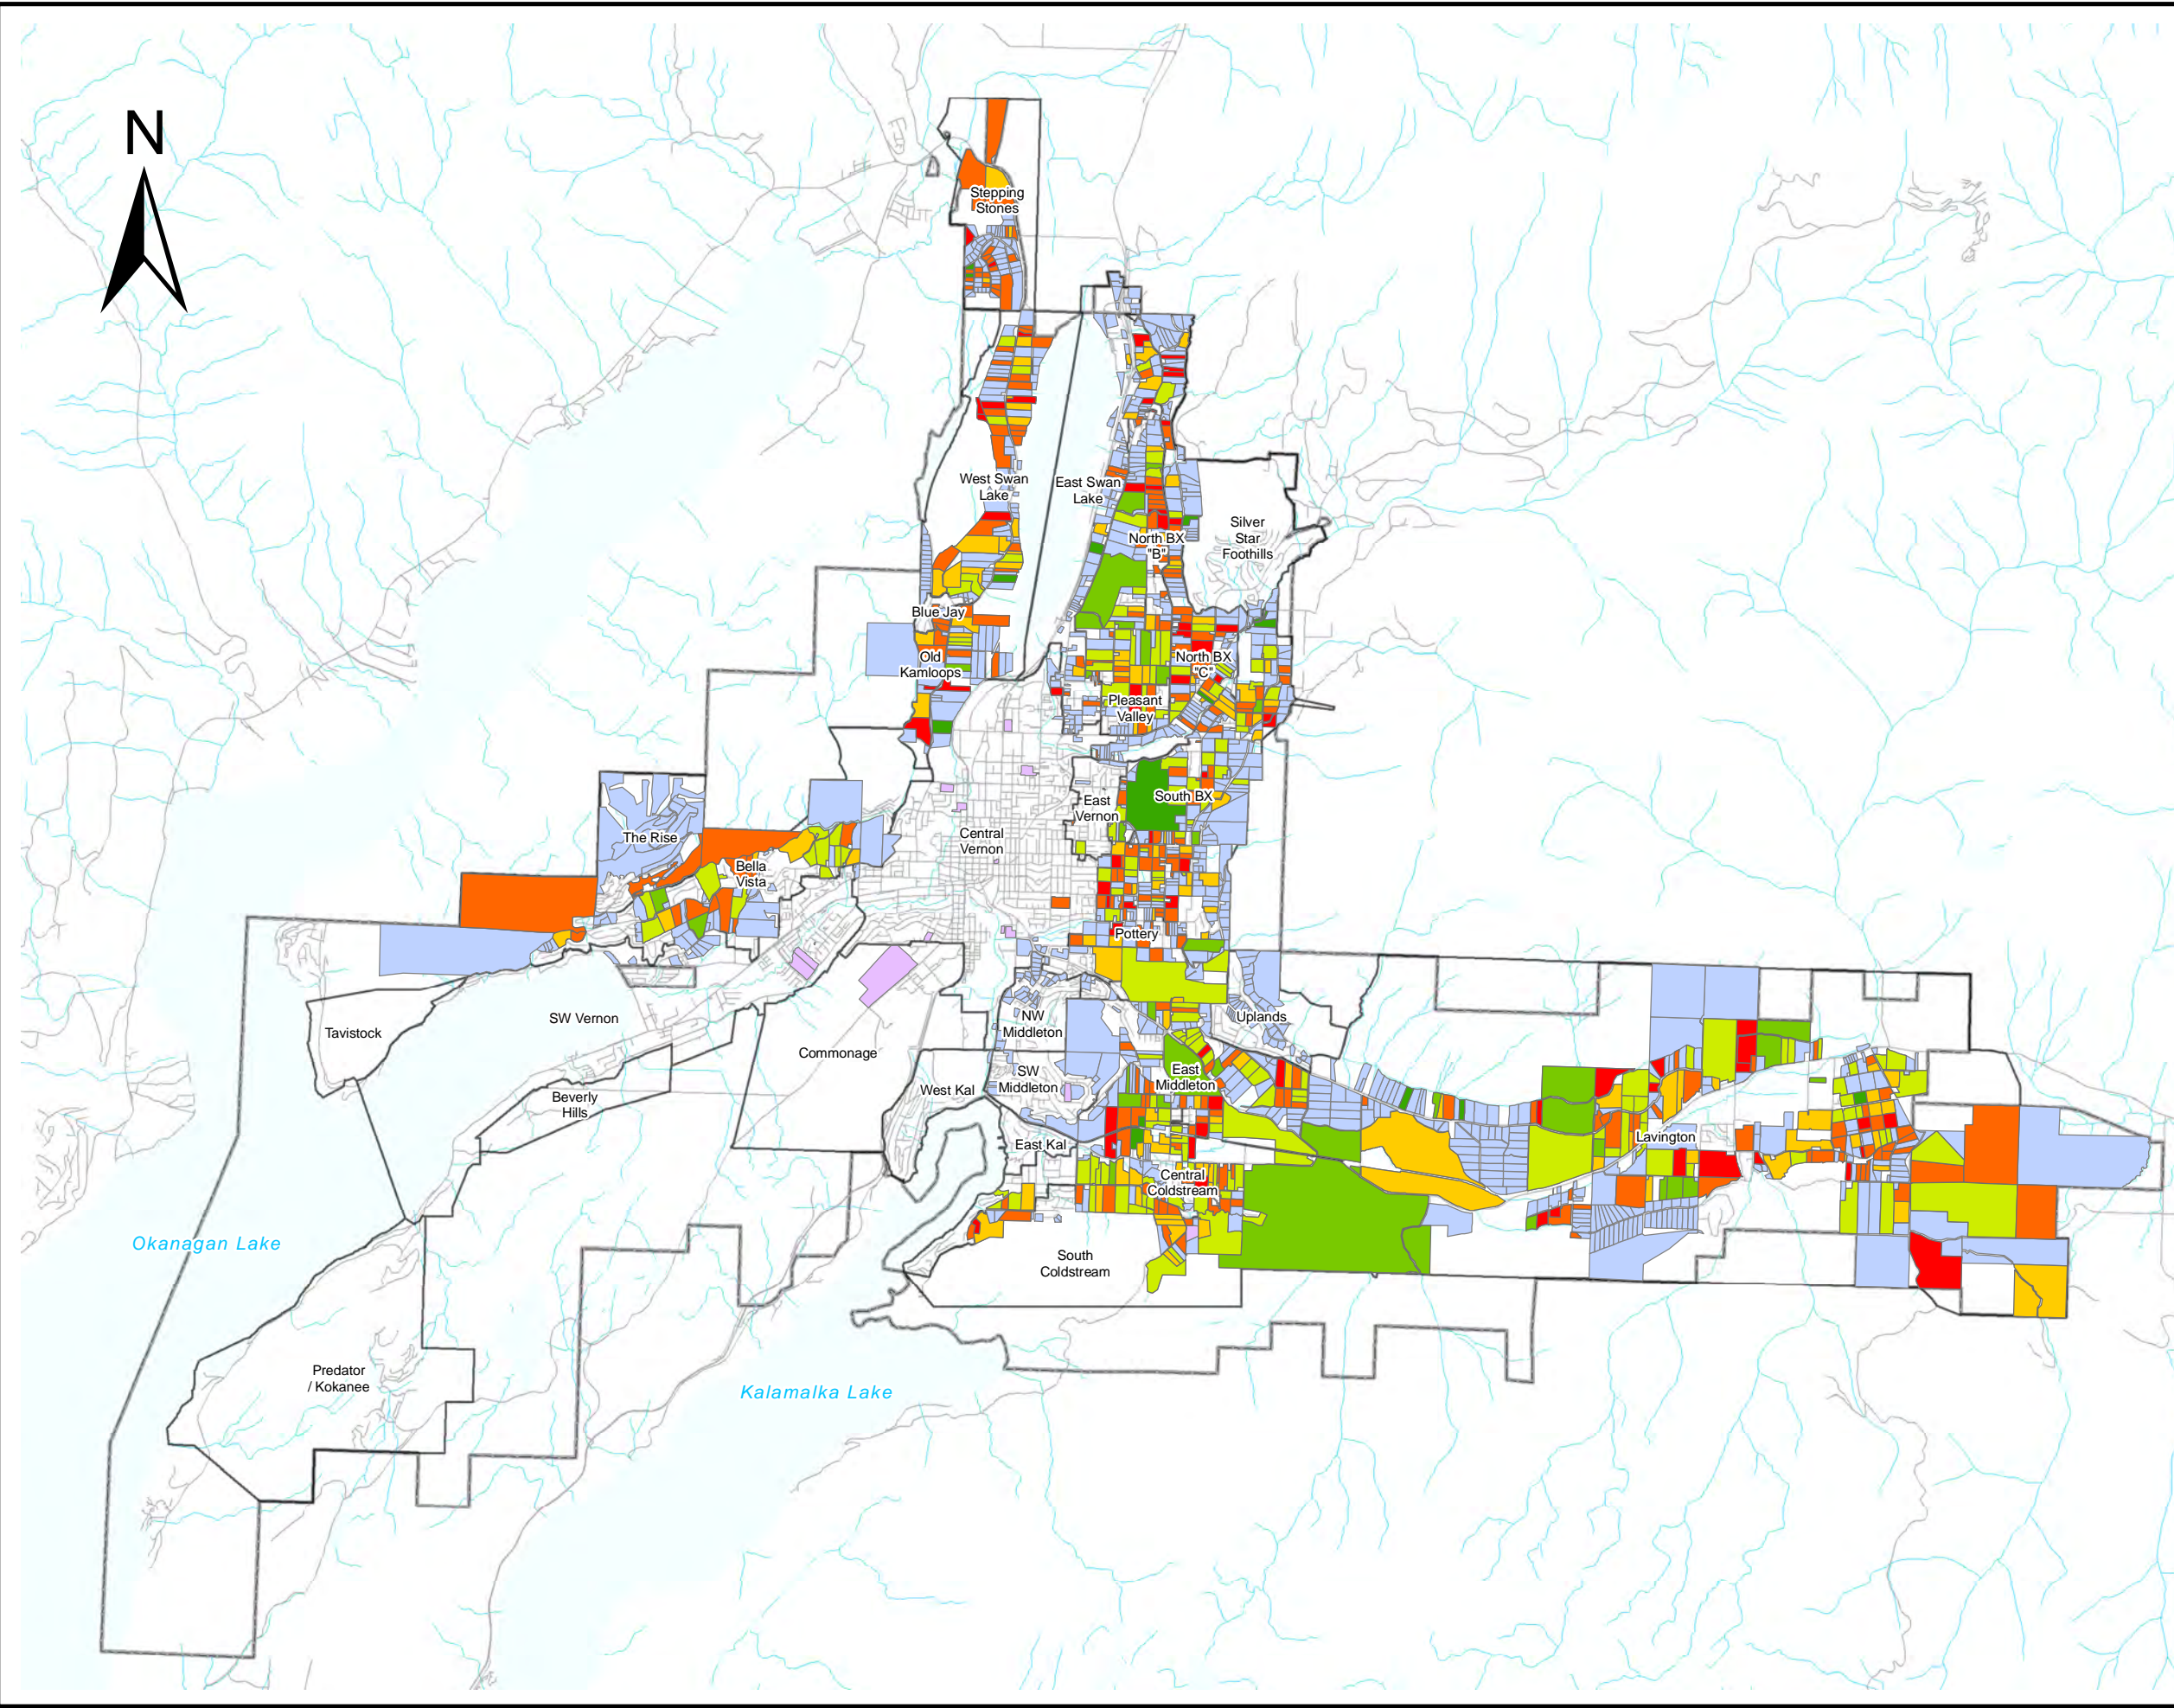 N
Stepping
Stones
West Swan
Lake
East Swan
Lake
Silver
Star
Foothills
North BX
"B"
Blue Jay
Old
Kamloops
North BX
"C"
Pleasant
Valley
South BX
East
Vernon
Central
Vernon
The Rise
Bella
Vista
Pottery
Tavistock
SW Vernon
Commonage
NW
Middleton
Uplands
SW
Middleton
East
Middleton
West Kal
Beverly
Hills
East Kal
Lavington
Central
Coldstream
South
Coldstream
Okanagan Lake
Predator
/ Kokanee
Kalamalka Lake